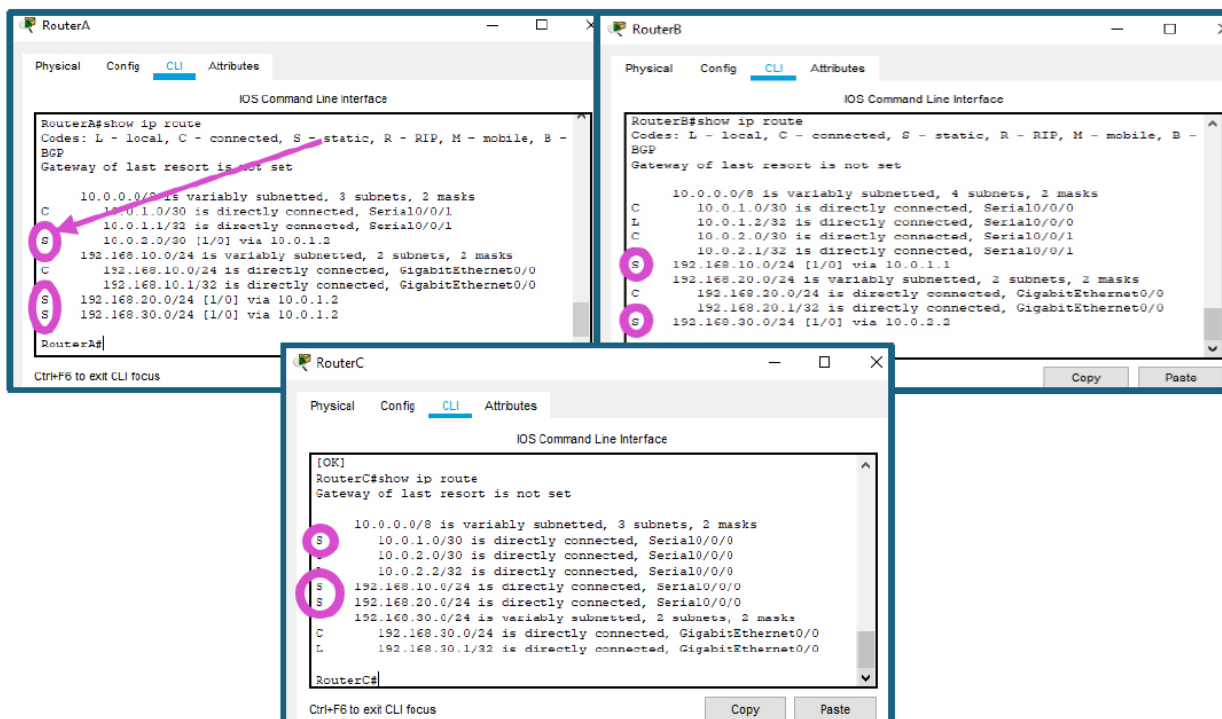 RouterA
Physical Config CLI Attributes
IOS Command Line Interface
RouterA#show ip route
Codes: L - local, C - connected, S - static, R - RIP, M - mobile, B -
BGP
Gateway of last resort is not set
10.0.0.0/8 is variably subnetted, 3 subnets, 2 masks
C 10.0.1.0/30 is directly connected, Serial0/0/1
10.0.1.1/32 is directly connected, Serial0/0/1
S 10.0.2.0/30 [1/0] via 10.0.1.2
192.168.10.0/24 is variably subnetted, 2 subnets, 2 masks
C 192.168.10.0/24 is directly connected, GigabitEthernet0/0
192.168.10.1/32 is directly connected, GigabitEthernet0/0
S 192.168.20.0/24 [1/0] via 10.0.1.2
S 192.168.30.0/24 [1/0] via 10.0.1.2
RouterA#
Ctrl+F6 to exit CLI focus
RouterB
Physical Config CLI Attributes
IOS Command Line Interface
RouterB#show ip route
Codes: L - local, C - connected, S - static, R - RIP, M - mobile, B -
BGP
Gateway of last resort is not set
10.0.0.0/8 is variably subnetted, 4 subnets, 2 masks
C 10.0.1.0/30 is directly connected, Serial0/0/0
L 10.0.1.2/32 is directly connected, Serial0/0/0
C 10.0.2.0/30 is directly connected, Serial0/0/1
10.0.2.1/32 is directly connected, Serial0/0/1
S 192.168.10.0/24 [1/0] via 10.0.1.1
192.168.20.0/24 is variably subnetted, 2 subnets, 2 masks
C 192.168.20.0/24 is directly connected, GigabitEthernet0/0
192.168.20.1/32 is directly connected, GigabitEthernet0/0
S 192.168.30.0/24 [1/0] via 10.0.2.2
Copy Paste
RouterC
Physical Config CLI Attributes
IOS Command Line Interface
[OK]
RouterC#show ip route
Gateway of last resort is not set
10.0.0.0/8 is variably subnetted, 3 subnets, 2 masks
S 10.0.1.0/30 is directly connected, Serial0/0/0
10.0.2.0/30 is directly connected, Serial0/0/0
10.0.2.2/32 is directly connected, Serial0/0/0
S 192.168.10.0/24 is directly connected, Serial0/0/0
S 192.168.20.0/24 is directly connected, Serial0/0/0
192.168.30.0/24 is variably subnetted, 2 subnets, 2 masks
C 192.168.30.0/24 is directly connected, GigabitEthernet0/0
L 192.168.30.1/32 is directly connected, GigabitEthernet0/0
RouterC#
Ctrl+F6 to exit CLI focus
Copy Paste